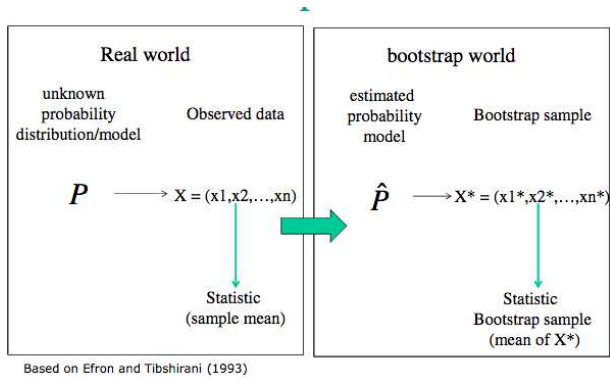 Real world
unknown
probability
distribution/model
Observed data
P
X = (x1,x2,...,xn)
Statistic
(sample mean)
bootstrap world
estimated
probability
model
Bootstrap sample
P̂
X* = (x1*,x2*,...,xn*)
Statistic
Bootstrap sample
(mean of X*)
Based on Efron and Tibshirani (1993)